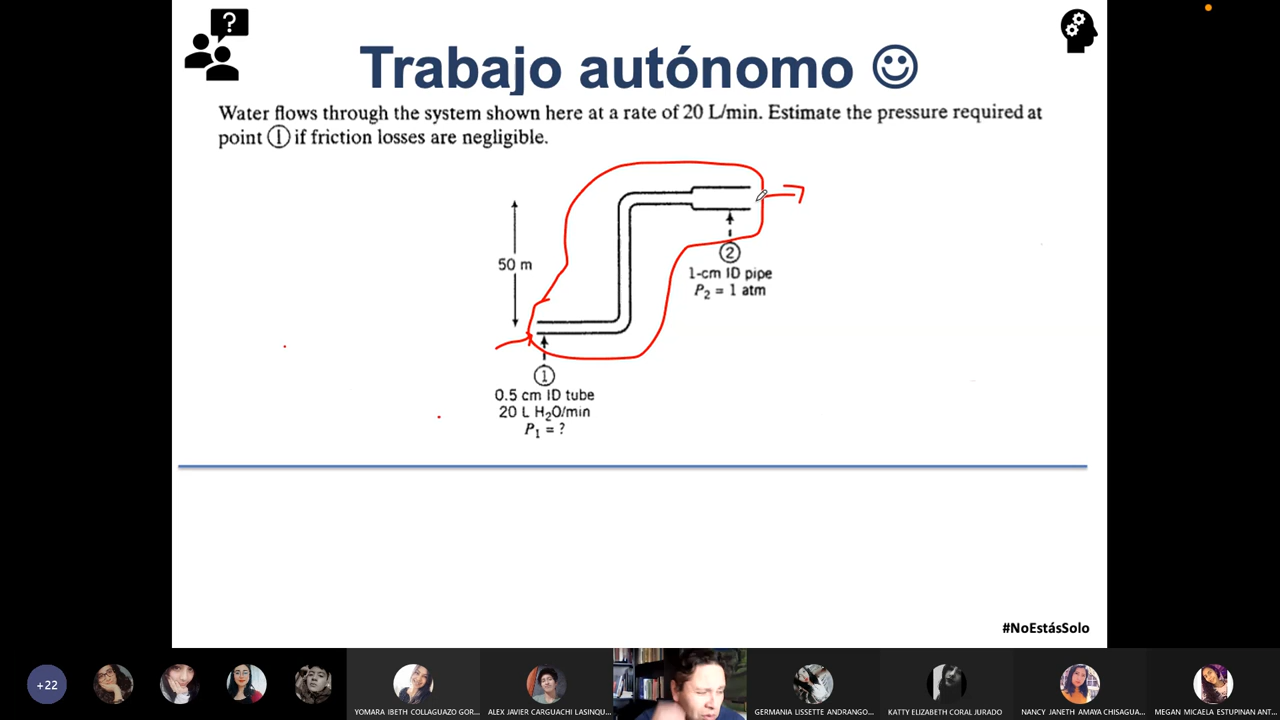 ?
Trabajo autónomo
Water flows through the system shown here at a rate of 20 L/min. Estimate the pressure required at
point ① if friction losses are negligible.
50 m
②
1-cm ID pipe
P₂ = 1 atm
①
0.5 cm ID tube
20 L H₂O/min
P₁ = ?
#NoEstásSolo
+22
YOMARA IBETH COLLAGUAZO GOR...
ALEX JAVIER CARGUACHI LASINQU...
GERMANIA LISSETTE ANDRANGO...
KATTY ELIZABETH CORAL JURADO
NANCY JANETH AMAYA CHISAGUA...
MEGAN MICAELA ESTUPINAN ANT...